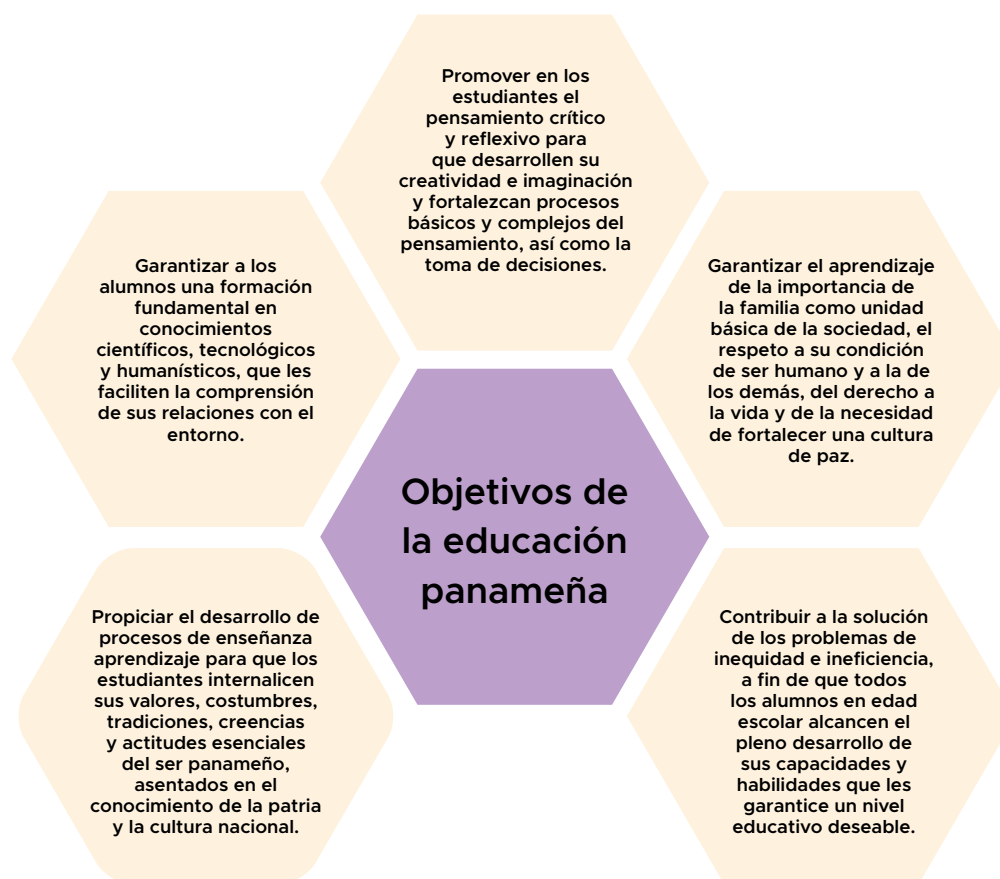 Promover en los
estudiantes el
pensamiento crítico
y reflexivo para
que desarrollen su
creatividad e imaginación
y fortalezcan procesos
básicos y complejos del
pensamiento, así como la
toma de decisiones.
Garantizar a los
alumnos una formación
fundamental en
conocimientos
científicos, tecnológicos
y humanísticos, que les
faciliten la comprensión
de sus relaciones con el
entorno.
Garantizar el aprendizaje
de la importancia de
la familia como unidad
básica de la sociedad, el
respeto a su condición
de ser humano y a la de
los demás, del derecho a
la vida y de la necesidad
de fortalecer una cultura
de paz.
Objetivos de
la educación
panameña
Propiciar el desarrollo de
procesos de enseñanza
aprendizaje para que los
estudiantes internalicen
sus valores, costumbres,
tradiciones, creencias
y actitudes esenciales
del ser panameño,
asentados en el
conocimiento de la patria
y la cultura nacional.
Contribuir a la solución
de los problemas de
inequidad e ineficiencia,
a fin de que todos
los alumnos en edad
escolar alcancen el
pleno desarrollo de
sus capacidades y
habilidades que les
garantice un nivel
educativo deseable.